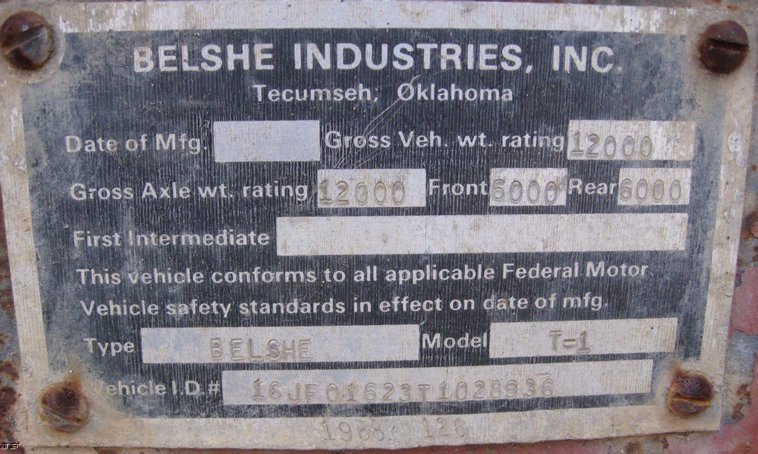 BELSHE INDUSTRIES, INC.
Tecumseh, Oklahoma
Date of Mfg. Gross Veh. wt. rating 12000
Gross Axle wt. rating 12000 Front 6000 Rear 6000
First Intermediate
This vehicle conforms to all applicable Federal Motor
Vehicle safety standards in effect on date of mfg.
Type BELSHE Model T-1
Vehicle I.D.# 16JF01623T1028936